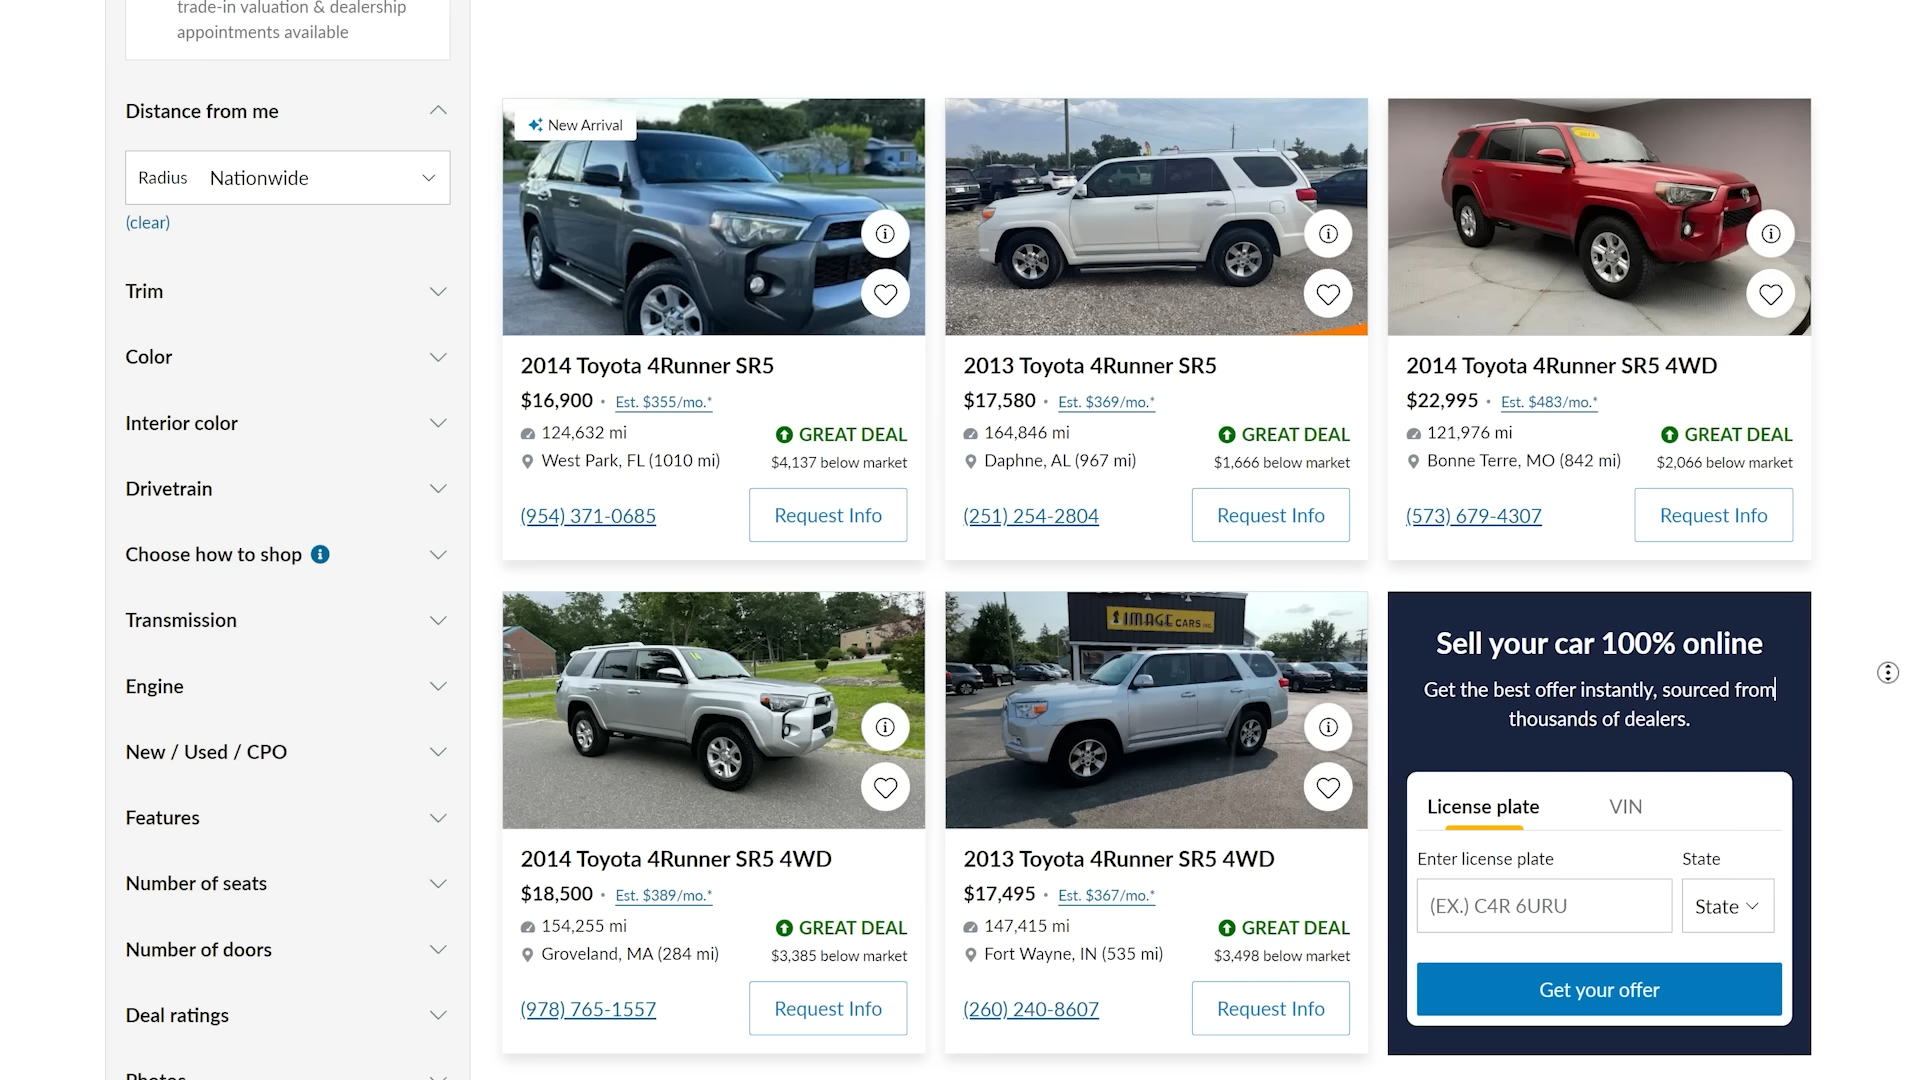 trade-in valuation & dealership
appointments available
Distance from me
Radius Nationwide
(clear)
Trim
Color
Interior color
Drivetrain
Choose how to shop
Transmission
Engine
New / Used / CPO
Features
Number of seats
Number of doors
Deal ratings
Photos
New Arrival
2014 Toyota 4Runner SR5
$16,900 · Est. $355/mo.*
124,632 mi
GREAT DEAL
West Park, FL (1010 mi)
$4,137 below market
(954) 371-0685
Request Info
2013 Toyota 4Runner SR5
$17,580 · Est. $369/mo.*
164,846 mi
GREAT DEAL
Daphne, AL (967 mi)
$1,666 below market
(251) 254-2804
Request Info
2014 Toyota 4Runner SR5 4WD
$22,995 · Est. $483/mo.*
121,976 mi
GREAT DEAL
Bonne Terre, MO (842 mi)
$2,066 below market
(573) 679-4307
Request Info
14
2014 Toyota 4Runner SR5 4WD
$18,500 · Est. $389/mo.*
154,255 mi
GREAT DEAL
Groveland, MA (284 mi)
$3,385 below market
(978) 765-1557
Request Info
IMAGE CARS INC.
2013 Toyota 4Runner SR5 4WD
$17,495 · Est. $367/mo.*
147,415 mi
GREAT DEAL
Fort Wayne, IN (535 mi)
$3,498 below market
(260) 240-8607
Request Info
Sell your car 100% online
Get the best offer instantly, sourced from
thousands of dealers.
License plate VIN
Enter license plate State
(EX.) C4R 6URU State
Get your offer